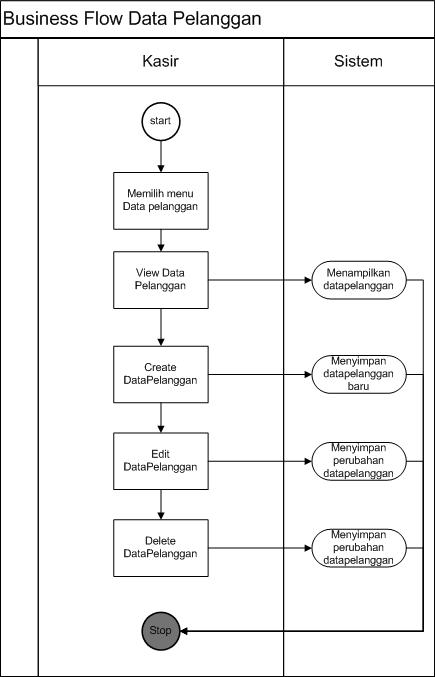 Business Flow Data Pelanggan
Kasir
Sistem
start
Memilih menu
Data pelanggan
View Data
Pelanggan
Menampilkan
datapelanggan
Create
DataPelanggan
Menyimpan
datapelanggan
baru
Edit
DataPelanggan
Menyimpan
perubahan
datapelanggan
Delete
DataPelanggan
Menyimpan
perubahan
datapelanggan
Stop